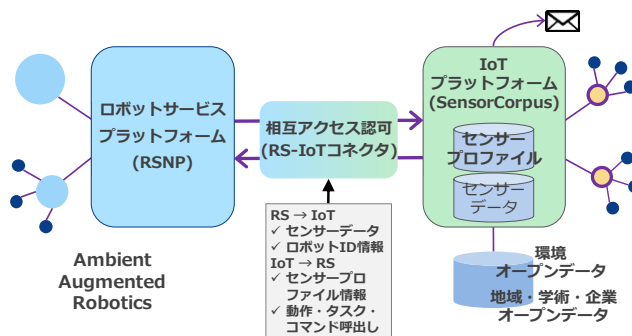 ロボットサービス
プラットフォーム
(RSNP)
相互アクセス認可
(RS-IoTコネクタ)
IoT
プラットフォーム
(SensorCorpus)
センサー
プロファイル
センサー
データ
RS → IoT
✓ センサーデータ
✓ ロボットID情報
IoT → RS
✓ センサープロ
ファイル情報
✓ 動作・タスク・
コマンド呼出し
Ambient
Augmented
Robotics
環境
オープンデータ
地域・学術・企業
オープンデータ